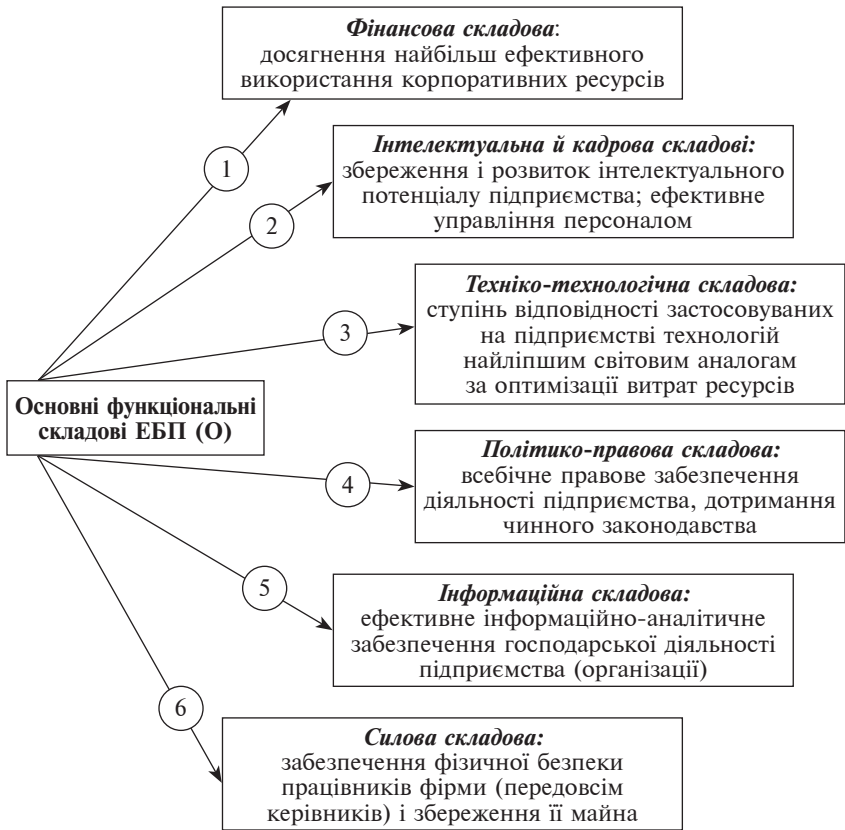 Фінансова складова:
досягнення найбільш ефективного
використання корпоративних ресурсів
1
Інтелектуальна й кадрова складові:
збереження і розвиток інтелектуального
потенціалу підприємства; ефективне
управління персоналом
2
Техніко-технологічна складова:
ступінь відповідності застосовуваних
на підприємстві технологій
найліпшим світовим аналогам
за оптимізації витрат ресурсів
3
Основні функціональні
складові ЕБП (О)
Політико-правова складова:
всебічне правове забезпечення
діяльності підприємства, дотримання
чинного законодавства
4
Інформаційна складова:
ефективне інформаційно-аналітичне
забезпечення господарської діяльності
підприємства (організації)
5
6
Силова складова:
забезпечення фізичної безпеки
працівників фірми (передовсім
керівників) і збереження її майна